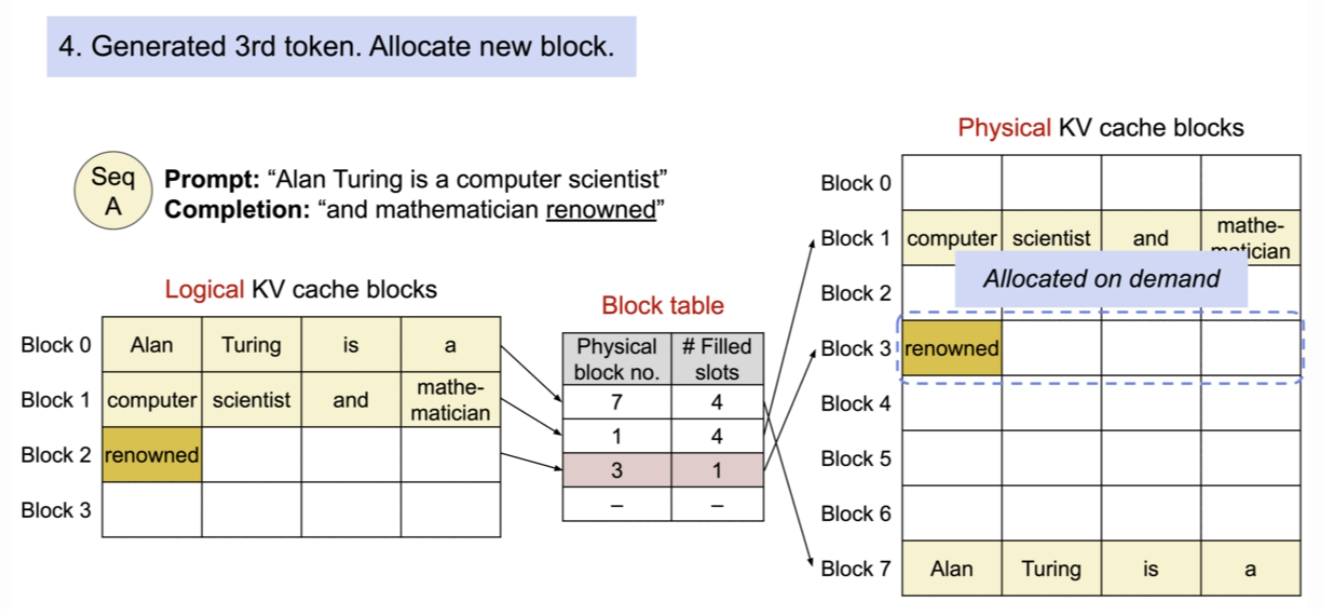 4. Generated 3rd token. Allocate new block.
Seq
A
Prompt: “Alan Turing is a computer scientist”
Completion: “and mathematician renowned”
Logical KV cache blocks
Block 0 Alan Turing is a
Block 1 computer scientist and mathe-
matician
Block 2 renowned
Block 3
Block table
Physical
block no.
# Filled
slots
7 4
1 4
3 1
– –
Physical KV cache blocks
Block 0
Block 1 computer scientist and mathe-
matician
Allocated on demand
Block 2
Block 3 renowned
Block 4
Block 5
Block 6
Block 7 Alan Turing is a